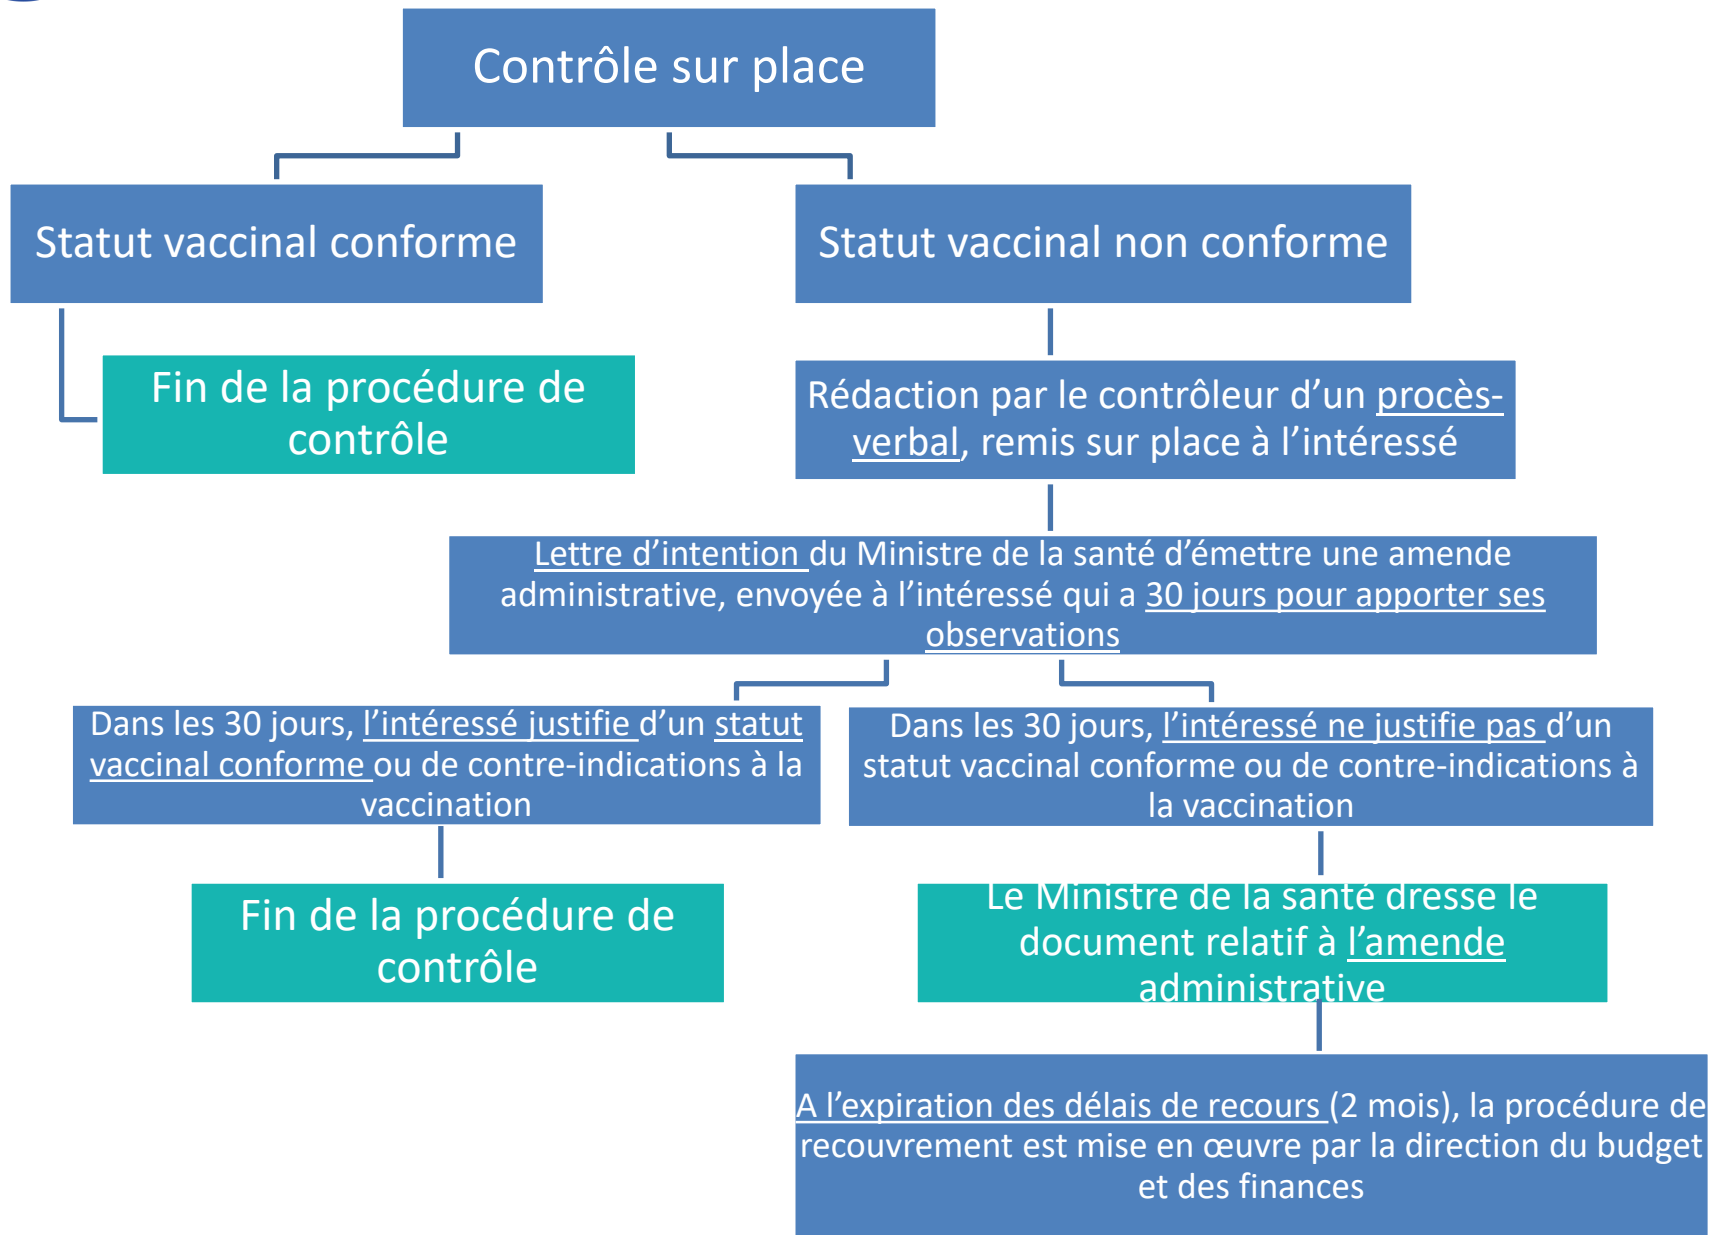 Contrôle sur place
Statut vaccinal conforme
Statut vaccinal non conforme
Fin de la procédure de
contrôle
Rédaction par le contrôleur d’un procès-
verbal, remis sur place à l’intéressé
Lettre d’intention du Ministre de la santé d’émettre une amende
administrative, envoyée à l’intéressé qui a 30 jours pour apporter ses
observations
Dans les 30 jours, l’intéressé justifie d’un statut
vaccinal conforme ou de contre-indications à la
vaccination
Dans les 30 jours, l’intéressé ne justifie pas d’un
statut vaccinal conforme ou de contre-indications à
la vaccination
Fin de la procédure de
contrôle
Le Ministre de la santé dresse le
document relatif à l’amende
administrative
A l’expiration des délais de recours (2 mois), la procédure de
recouvrement est mise en œuvre par la direction du budget
et des finances